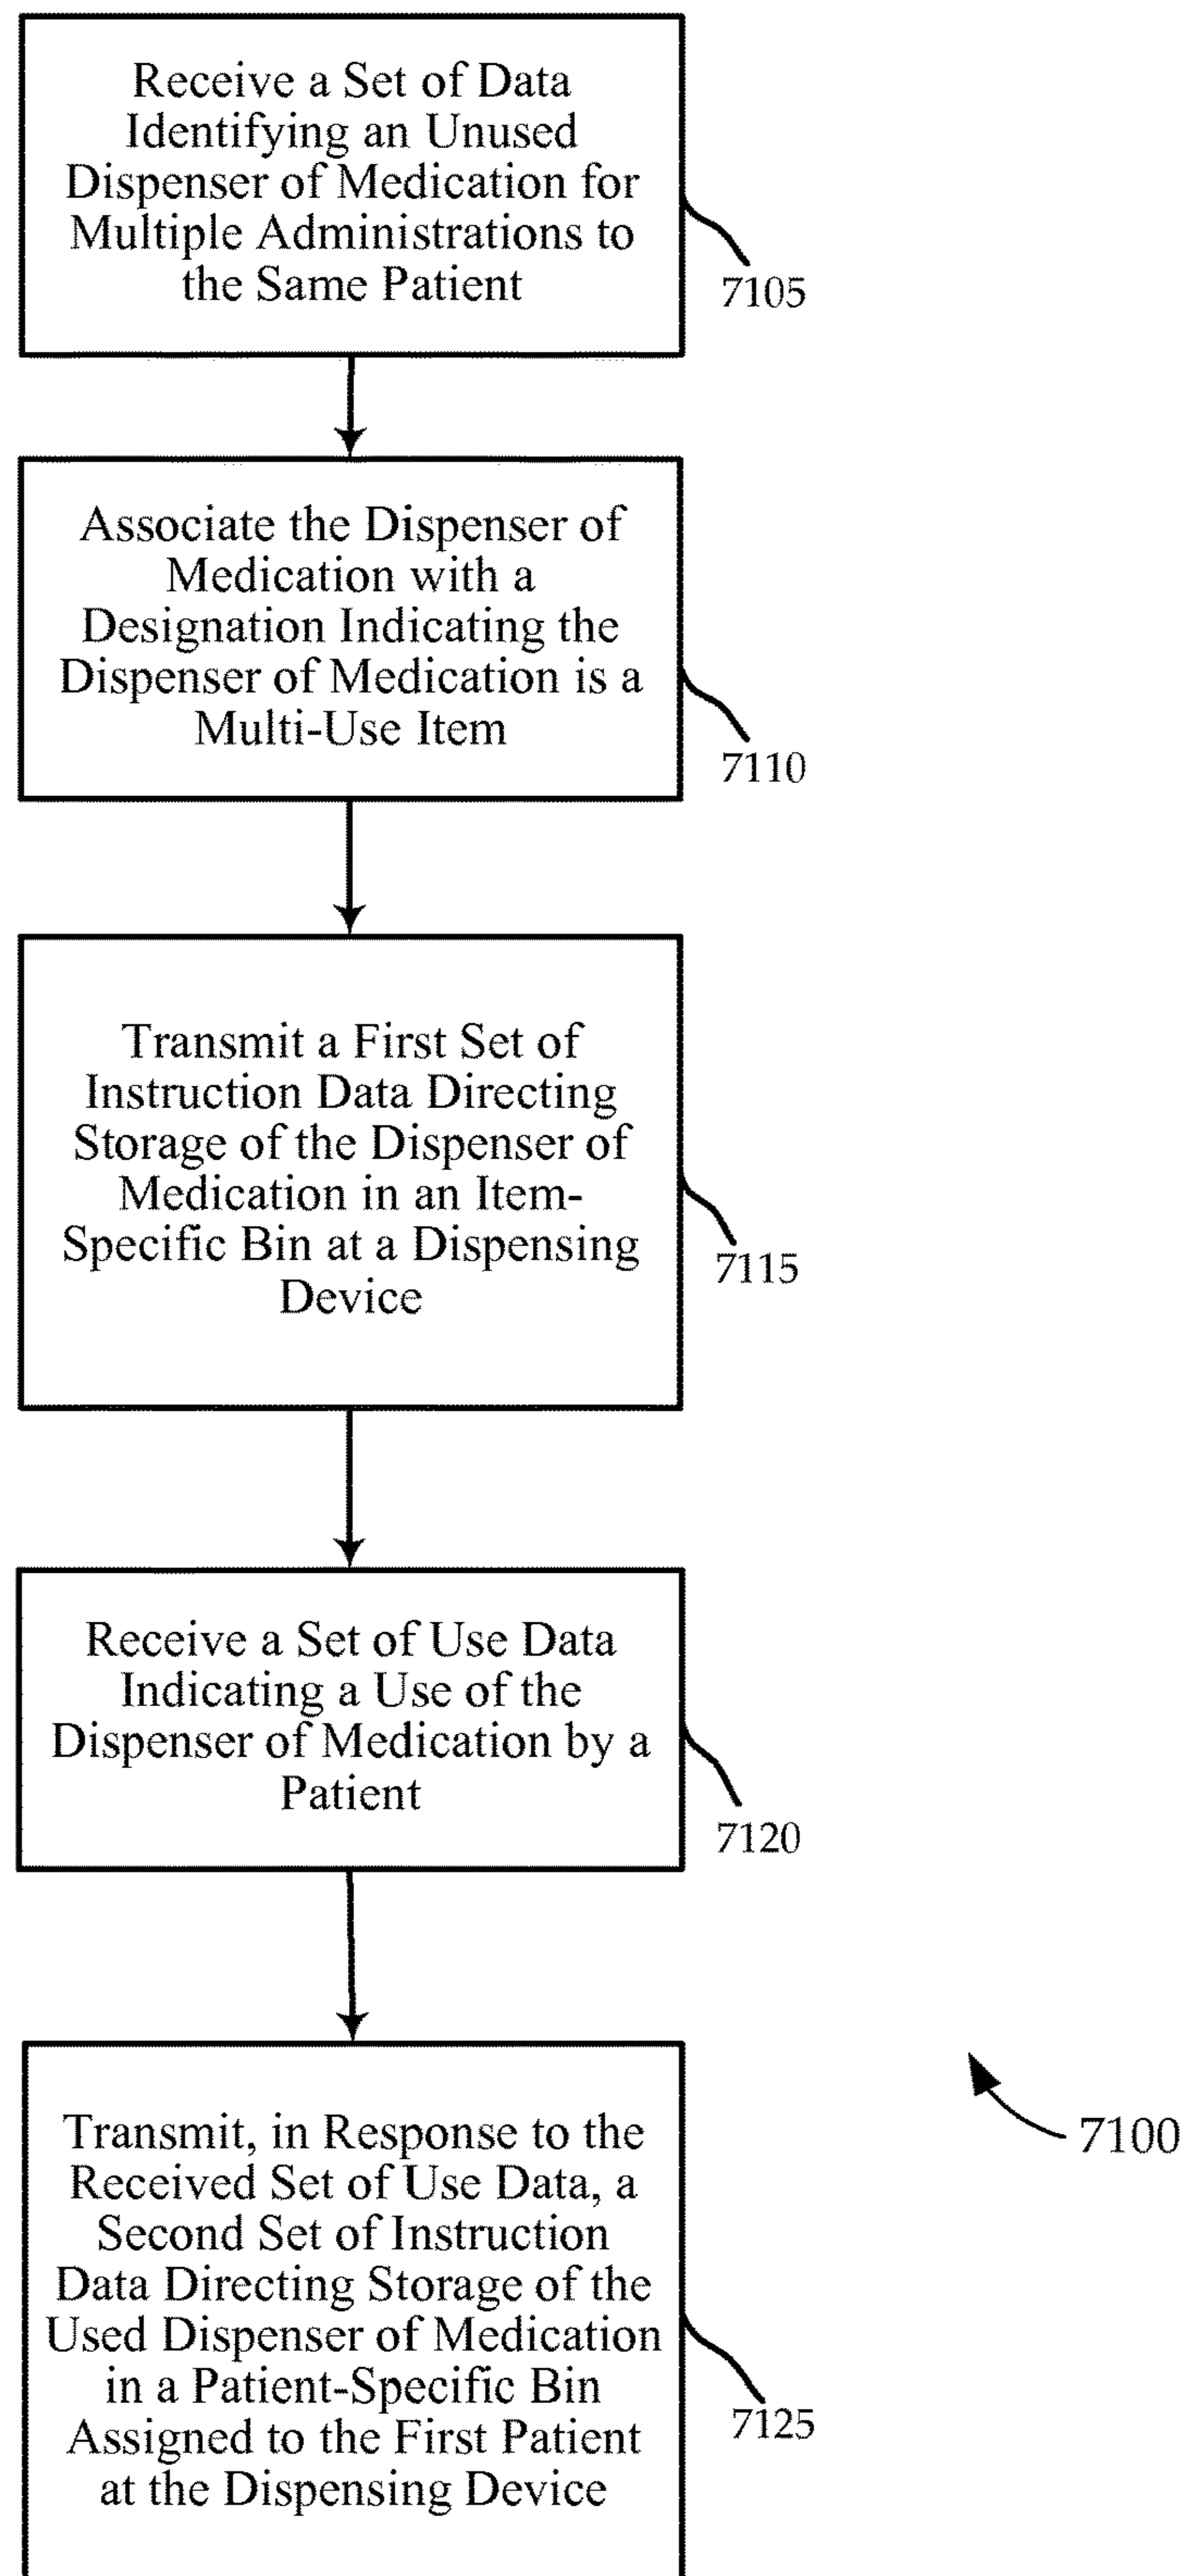 Receive a Set of Data
Identifying an Unused
Dispenser of Medication for
Multiple Administrations to
the Same Patient
7105
Associate the Dispenser of
Medication with a
Designation Indicating the
Dispenser of Medication is a
Multi-Use Item
7110
Transmit a First Set of
Instruction Data Directing
Storage of the Dispenser of
Medication in an Item-
Specific Bin at a Dispensing
Device
7115
Receive a Set of Use Data
Indicating a Use of the
Dispenser of Medication by a
Patient
7120
Transmit, in Response to the
Received Set of Use Data, a
Second Set of Instruction
Data Directing Storage of the
Used Dispenser of Medication
in a Patient-Specific Bin
Assigned to the First Patient
at the Dispensing Device
7125
7100